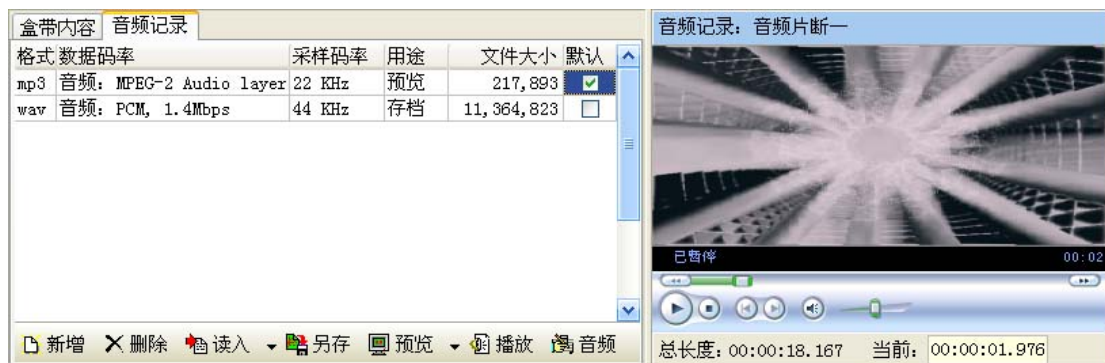 盒带内容 音频记录
格式 数据码率 采样码率 用途 文件大小 默认
mp3 音频: MPEG-2 Audio layer 22 KHz 预览 217,893
wav 音频: PCM, 1.4Mbps 44 KHz 存档 11,364,823
新增 删除 读入 另存 预览 播放 音频
音频记录: 音频片断一
已暂停 00:02
总长度: 00:00:18.167 当前: 00:00:01.976